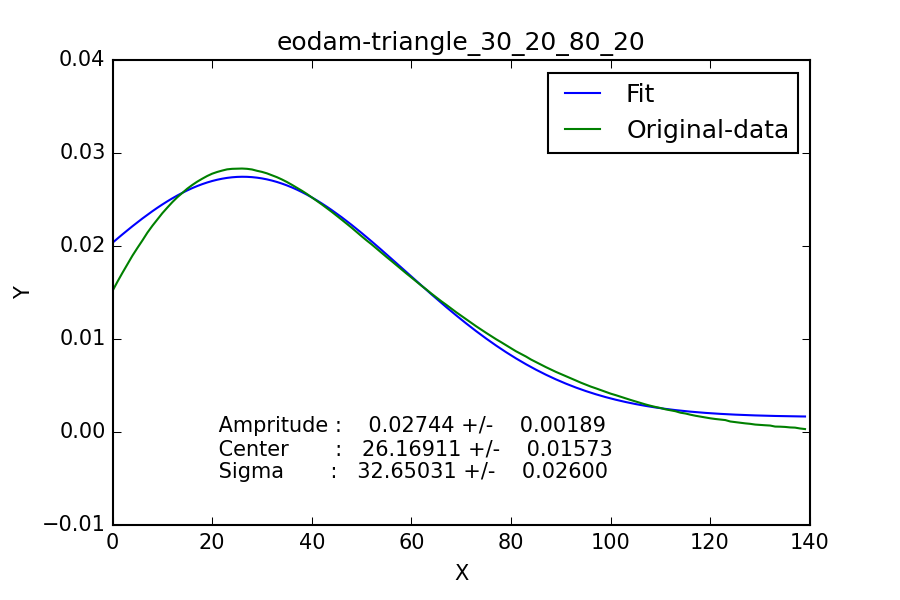 eodam-triangle_30_20_80_20
0.04
0.03
0.02
0.01
0.00
−0.01
Y
Fit
Original-data
Ampritude : 0.02744 +/- 0.00189
Center : 26.16911 +/- 0.01573
Sigma : 32.65031 +/- 0.02600
0 20 40 60 80 100 120 140
X